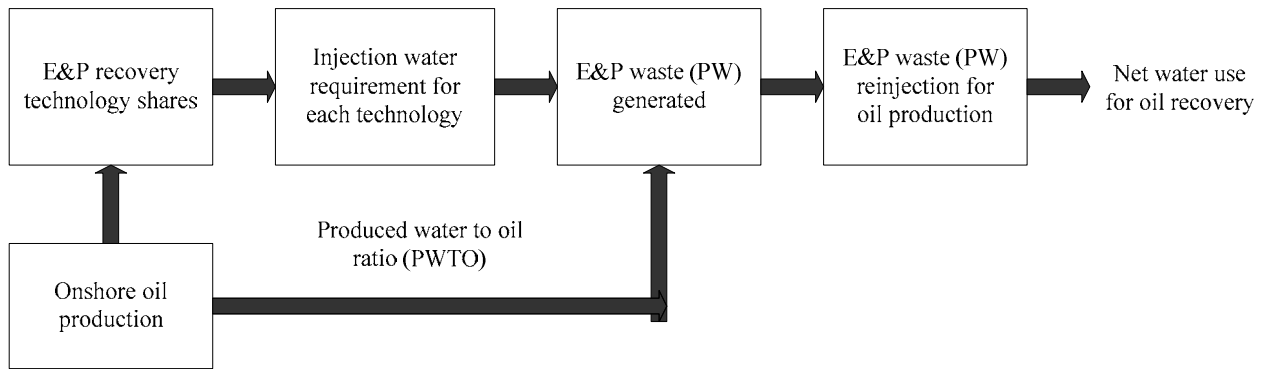 E&P recovery
technology shares
Injection water
requirement for
each technology
E&P waste (PW)
generated
E&P waste (PW)
reinjection for
oil production
Net water use
for oil recovery
Produced water to oil
ratio (PWTO)
Onshore oil
production